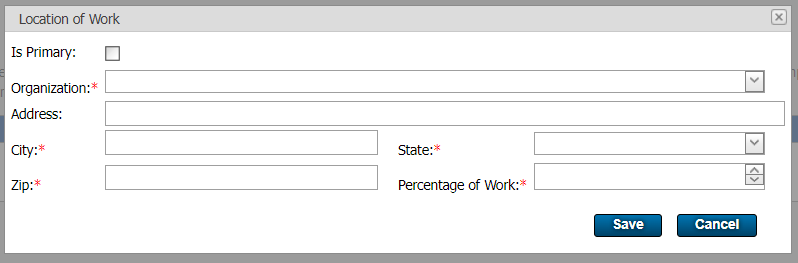 Location of Work
Is Primary:
Organization:*
Address:
City:* State:*
Zip:* Percentage of Work:*
Save Cancel